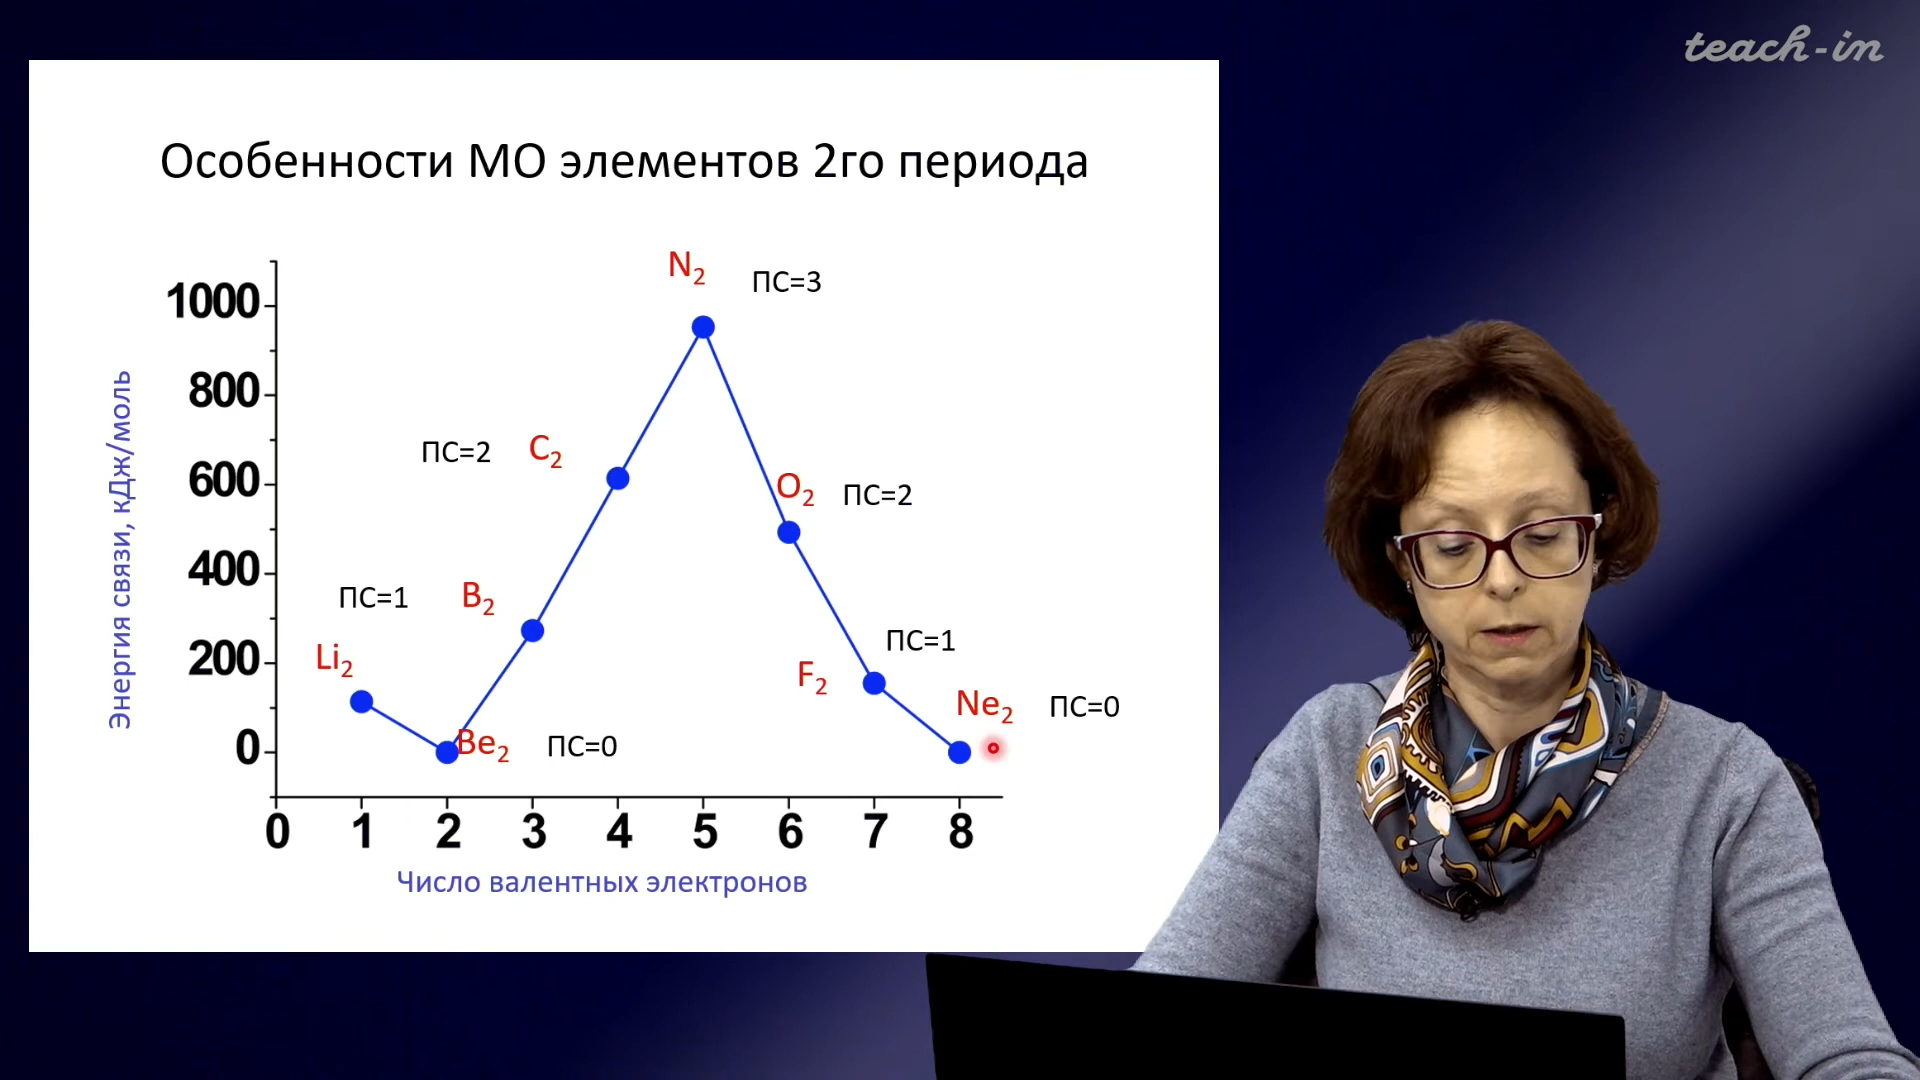 teach-in
Особенности МО элементов 2го периода
N2
ПС=3
1000
800
ПС=2
C2
600
O2
ПС=2
400
ПС=1
B2
ПС=1
Li2
200
F2
Ne2
ПС=0
0
Be2
ПС=0
0 1 2 3 4 5 6 7 8
Число валентных электронов
Энергия связи, кДж/моль